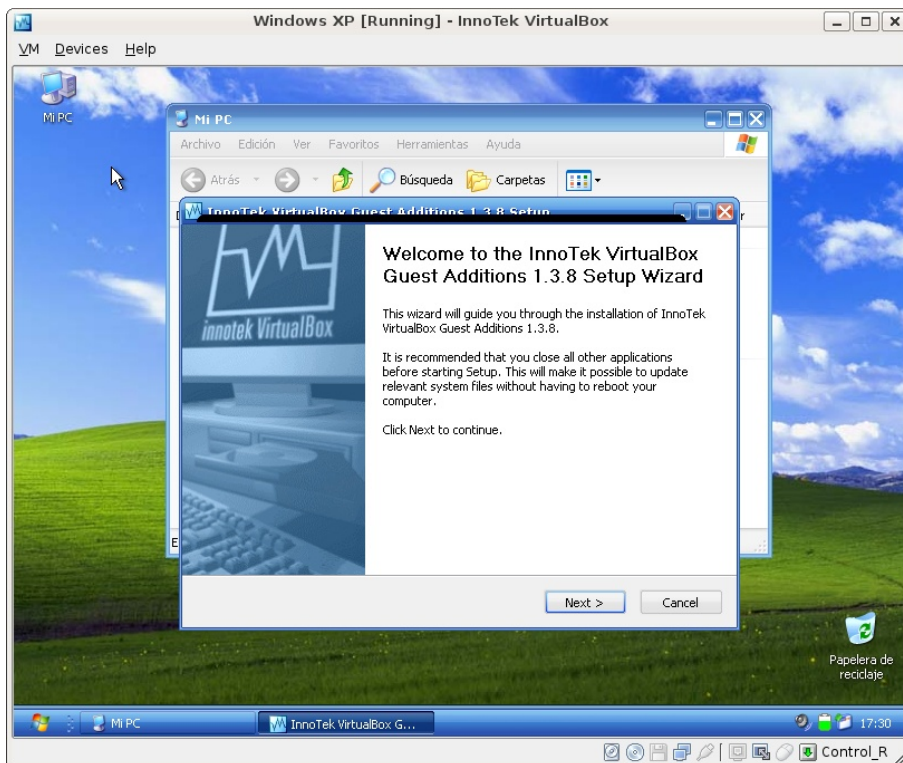 Windows XP [Running] - InnoTek VirtualBox
VM Devices Help
Mi PC
Mi PC
Archivo Edición Ver Favoritos Herramientas Ayuda
Atrás Búsqueda Carpetas
InnoTek VirtualBox Guest Additions 1.3.8 Setup
innotek VirtualBox
Welcome to the InnoTek VirtualBox
Guest Additions 1.3.8 Setup Wizard
This wizard will guide you through the installation of InnoTek
VirtualBox Guest Additions 1.3.8.
It is recommended that you close all other applications
before starting Setup. This will make it possible to update
relevant system files without having to reboot your
computer.
Click Next to continue.
Next > Cancel
Papelera de
reciclaje
Mi PC InnoTek VirtualBox G... 17:30
Control_R